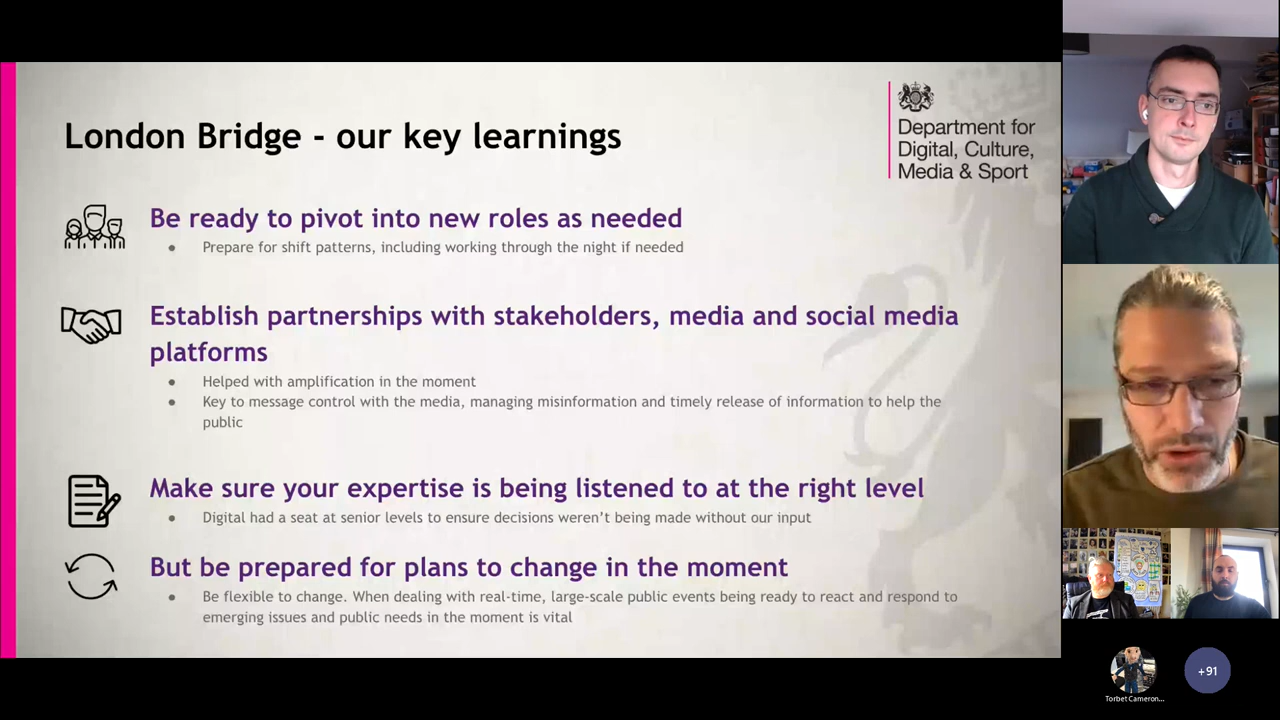 London Bridge - our key learnings
Department for
Digital, Culture,
Media & Sport
Be ready to pivot into new roles as needed
● Prepare for shift patterns, including working through the night if needed
Establish partnerships with stakeholders, media and social media
platforms
● Helped with amplification in the moment
● Key to message control with the media, managing misinformation and timely release of information to help the
public
Make sure your expertise is being listened to at the right level
● Digital had a seat at senior levels to ensure decisions weren't being made without our input
But be prepared for plans to change in the moment
● Be flexible to change. When dealing with real-time, large-scale public events being ready to react and respond to
emerging issues and public needs in the moment is vital
Torbet Cameron...
+91